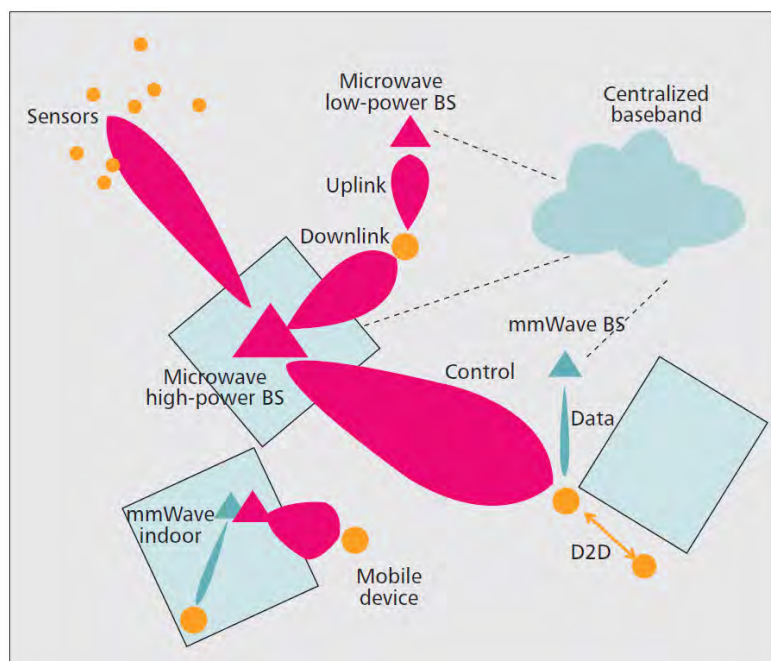 Microwave
low-power BS
Centralized
baseband
Sensors
Uplink
Downlink
mmWave BS
Microwave
high-power BS
Control
Data
mmWave
indoor
D2D
Mobile
device